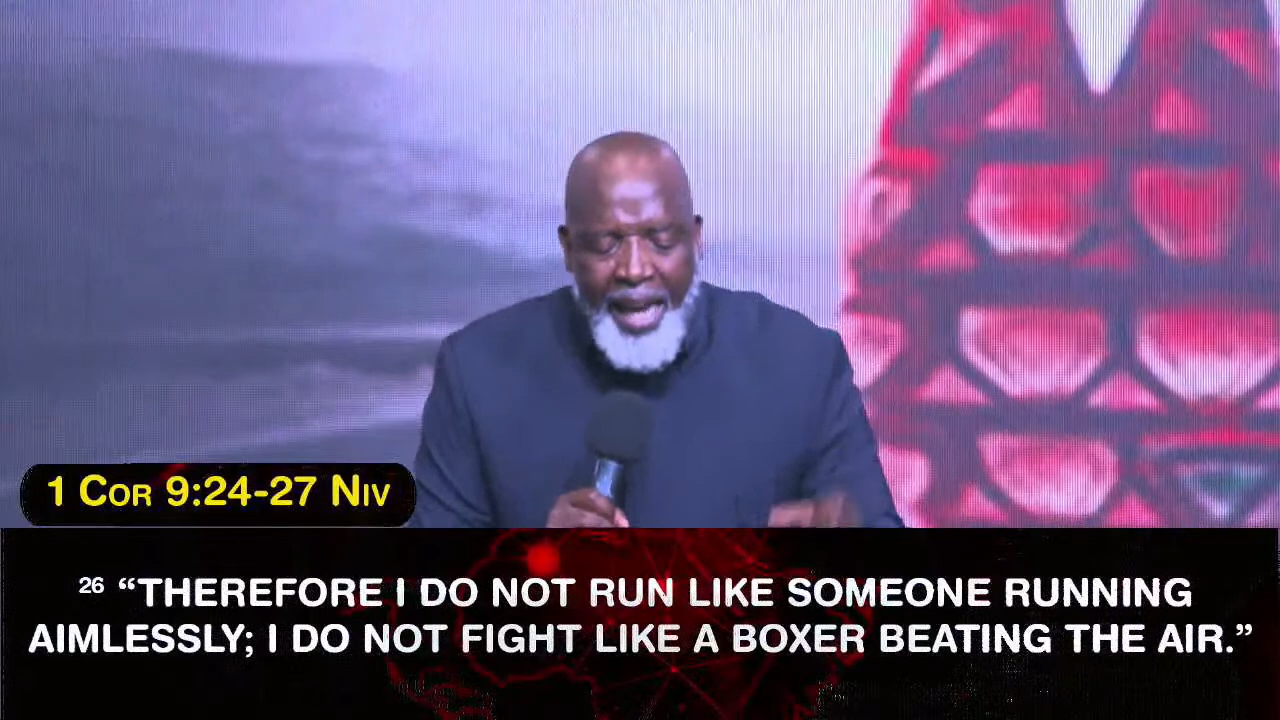 1 Cor 9:24-27 Niv
26 “THEREFORE I DO NOT RUN LIKE SOMEONE RUNNING
AIMLESSLY; I DO NOT FIGHT LIKE A BOXER BEATING THE AIR.”